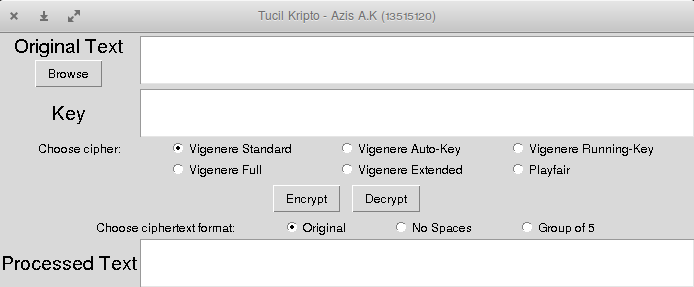 Tucil Kripto - Azis A.K (13515120)
Original Text
Browse
Key
Choose cipher: Vigenere Standard Vigenere Auto-Key Vigenere Running-Key
Vigenere Full Vigenere Extended Playfair
Encrypt Decrypt
Choose ciphertext format: Original No Spaces Group of 5
Processed Text